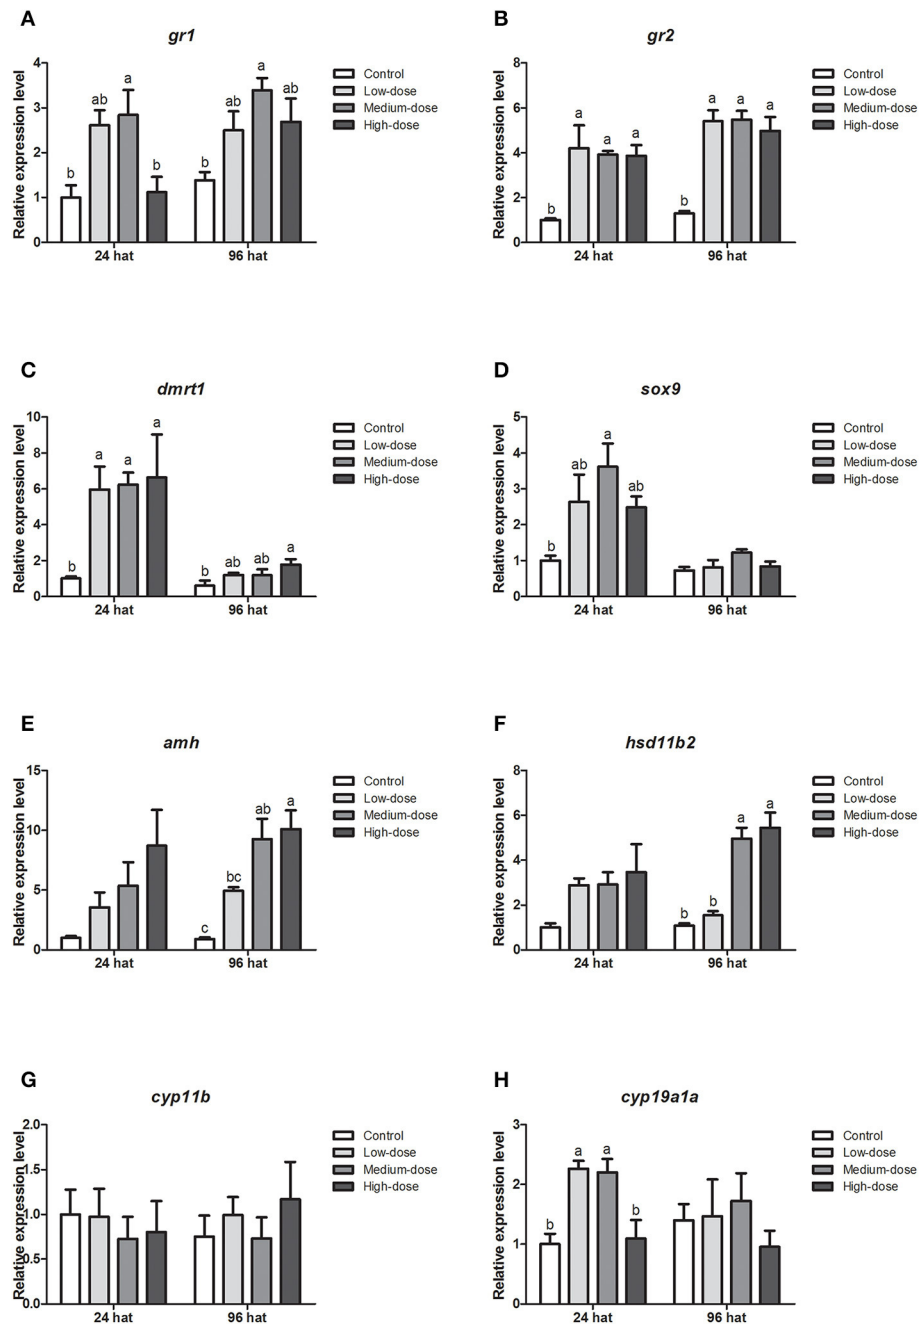 A
gr1
Relative expression level
4
3
2
1
0
b
ab
a
b
b
ab
a
ab
24 hat
96 hat
Control
Low-dose
Medium-dose
High-dose
B
gr2
Relative expression level
8
6
4
2
0
b
a
a
a
b
a
a
a
24 hat
96 hat
Control
Low-dose
Medium-dose
High-dose
C
dmrt1
Relative expression level
10
8
6
4
2
0
b
a
a
a
b
ab
ab
a
24 hat
96 hat
Control
Low-dose
Medium-dose
High-dose
D
sox9
Relative expression level
5
4
3
2
1
0
b
ab
a
ab
24 hat
96 hat
Control
Low-dose
Medium-dose
High-dose
E
amh
Relative expression level
15
10
5
0
c
bc
ab
a
24 hat
96 hat
Control
Low-dose
Medium-dose
High-dose
F
hsd11b2
Relative expression level
8
6
4
2
0
b
b
a
a
24 hat
96 hat
Control
Low-dose
Medium-dose
High-dose
G
cyp11b
Relative expression level
2.0
1.5
1.0
0.5
0.0
24 hat
96 hat
Control
Low-dose
Medium-dose
High-dose
H
cyp19a1a
Relative expression level
3
2
1
0
b
a
a
b
24 hat
96 hat
Control
Low-dose
Medium-dose
High-dose